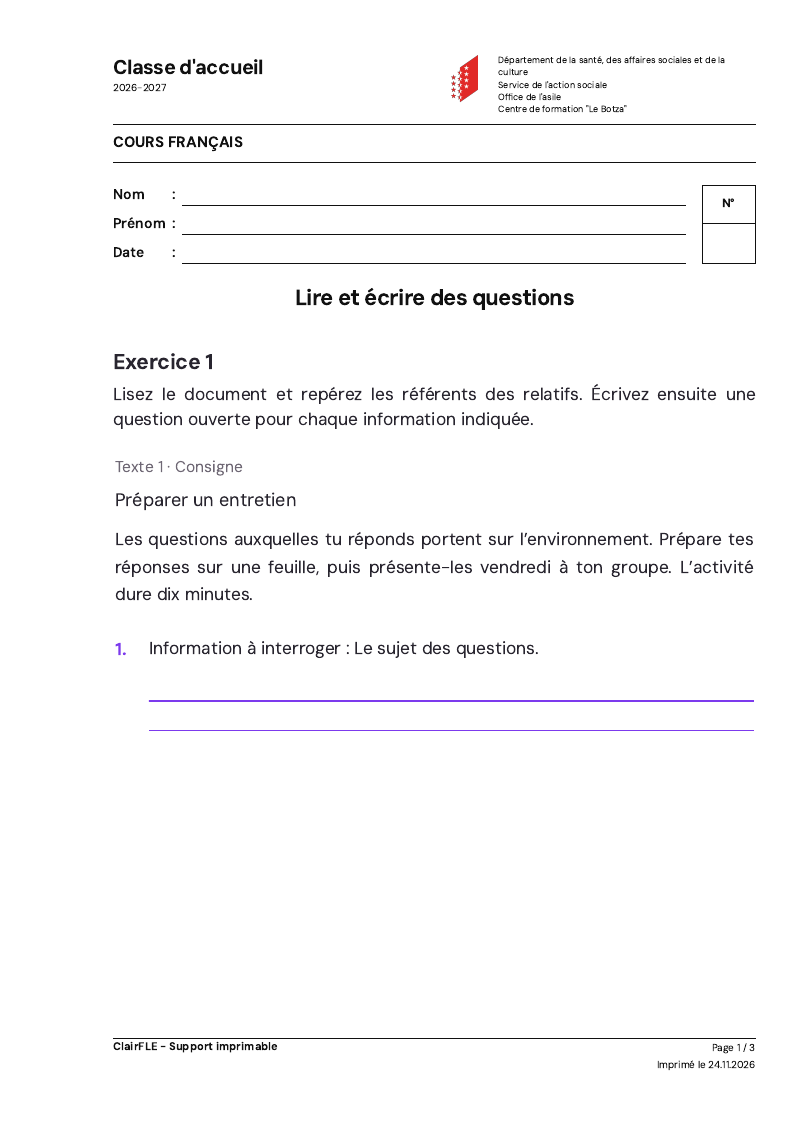 Classe d'accueil
2026-2027
Département de la santé, des affaires sociales et de la
culture
Service de l'action sociale
Office de l'asile
Centre de formation "Le Botza"
COURS FRANÇAIS
Nom :
Prénom :
Date :
N°
Lire et écrire des questions
Exercice 1
Lisez le document et repérez les référents des relatifs. Écrivez ensuite une
question ouverte pour chaque information indiquée.
Texte 1 · Consigne
Préparer un entretien
Les questions auxquelles tu réponds portent sur l’environnement. Prépare tes
réponses sur une feuille, puis présente-les vendredi à ton groupe. L’activité
dure dix minutes.
1. Information à interroger : Le sujet des questions.
ClairFLE - Support imprimable
Page 1 / 3
Imprimé le 24.11.2026